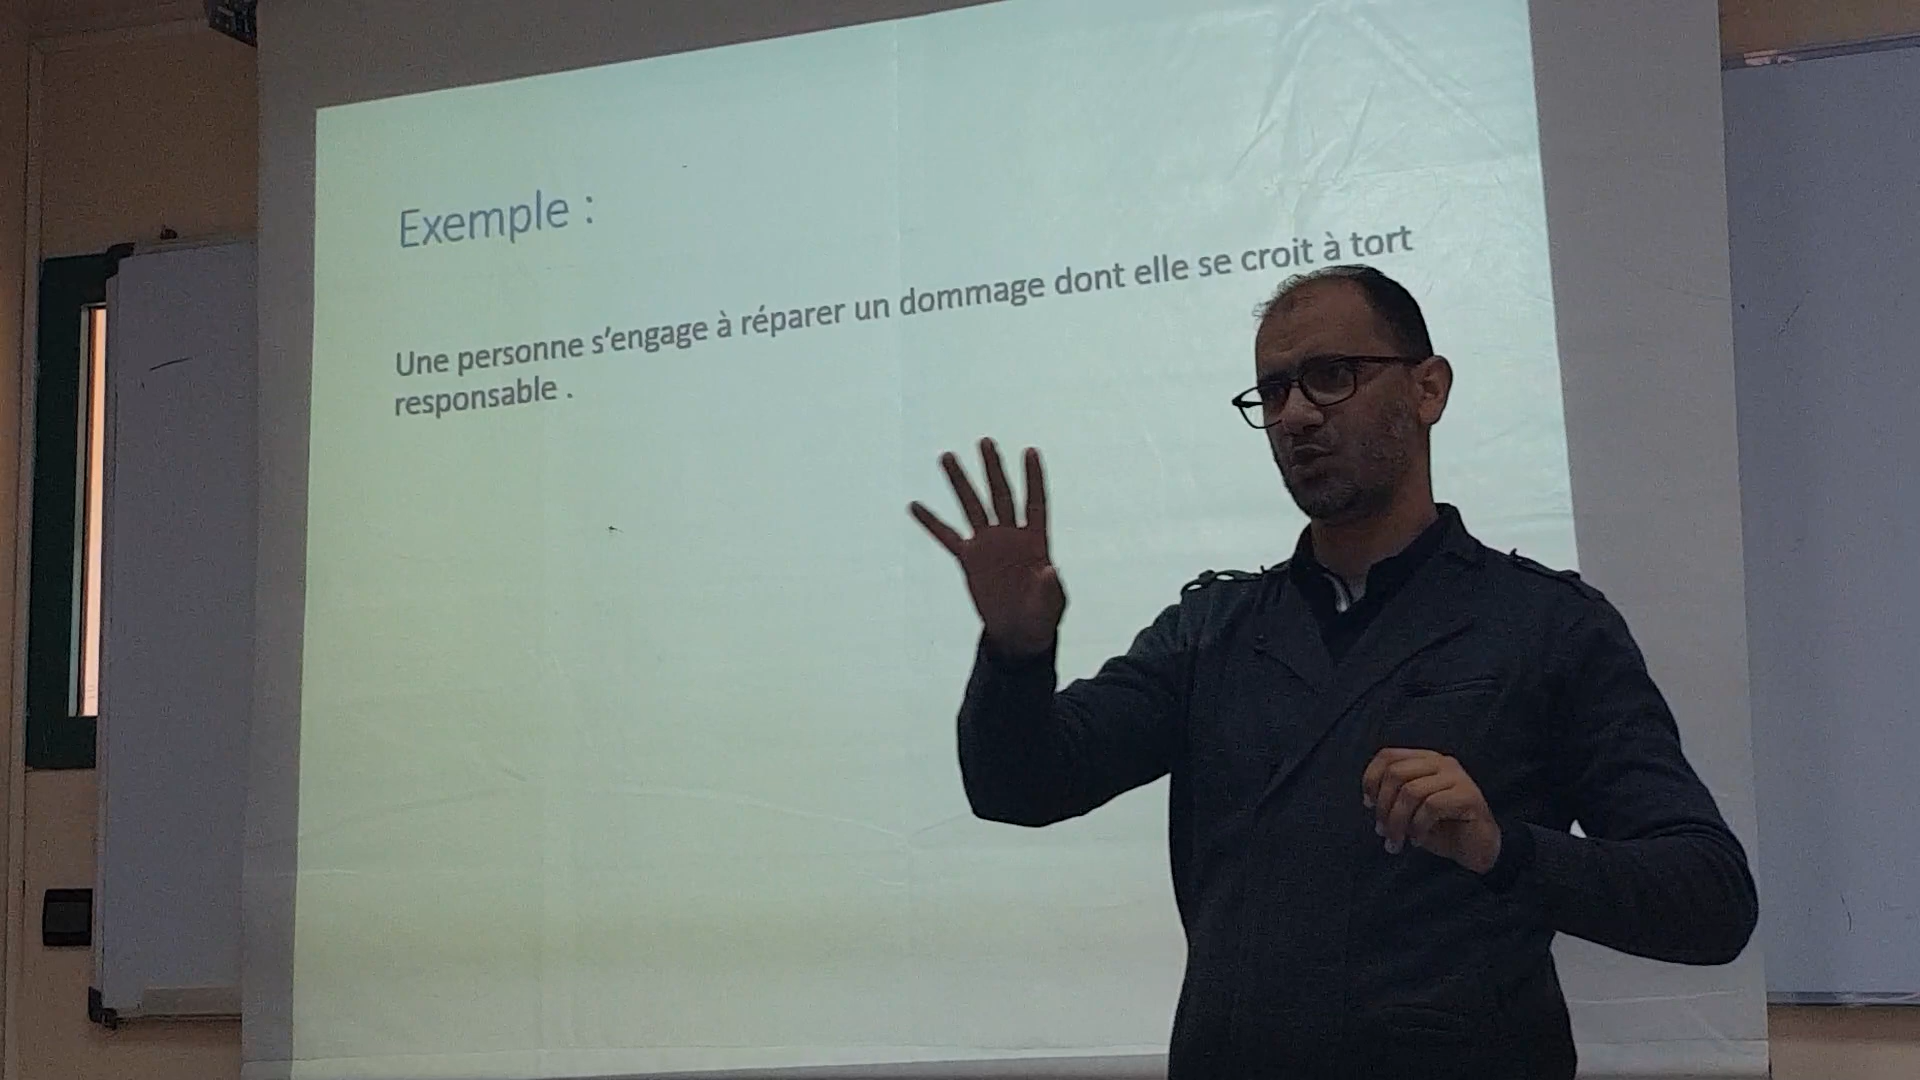 Exemple :
Une personne s'engage à réparer un dommage dont elle se croit à tort
responsable .